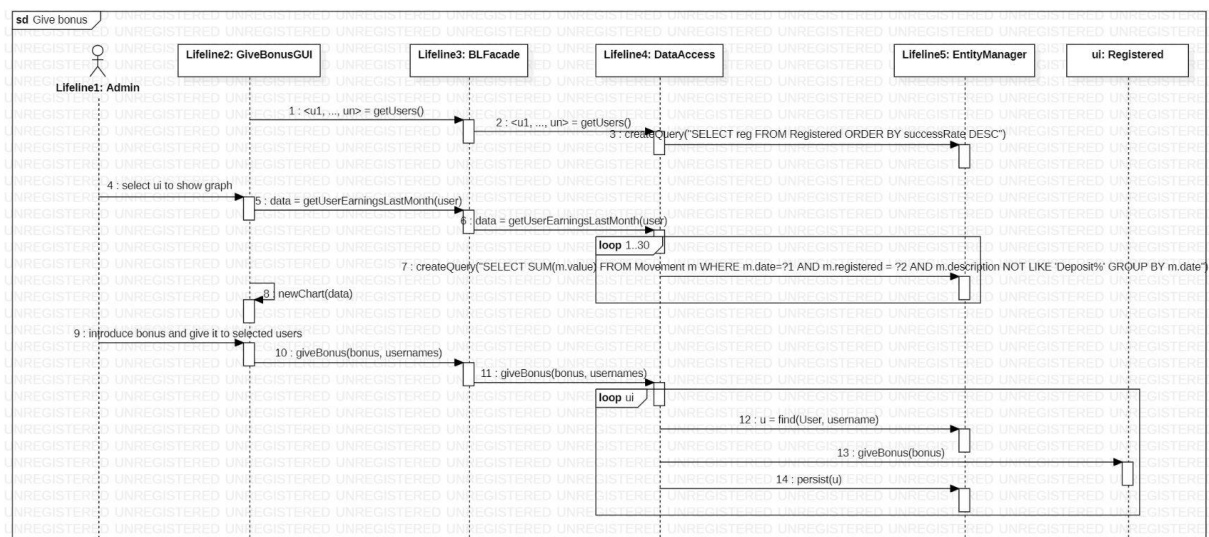 sd Give bonus
Lifeline1: Admin
Lifeline2: GiveBonusGUI
Lifeline3: BLFacade
Lifeline4: DataAccess
Lifeline5: EntityManager
ui: Registered
1 : <u1, ..., un> = getUsers()
2 : <u1, ..., un> = getUsers()
3 : createQuery("SELECT reg FROM Registered ORDER BY successRate DESC")
4 : select ui to show graph
5 : data = getUserEarningsLastMonth(user)
6 : data = getUserEarningsLastMonth(user)
loop 1..30
7 : createQuery("SELECT SUM(m.value) FROM Movement m WHERE m.date=?1 AND m.registered = ?2 AND m.description NOT LIKE 'Deposit%' GROUP BY m.date")
8 : newChart(data)
9 : introduce bonus and give it to selected users
10 : giveBonus(bonus, usernames)
11 : giveBonus(bonus, usernames)
loop ui
12 : u = find(User, username)
13 : giveBonus(bonus)
14 : persist(u)
UNREGISTERED